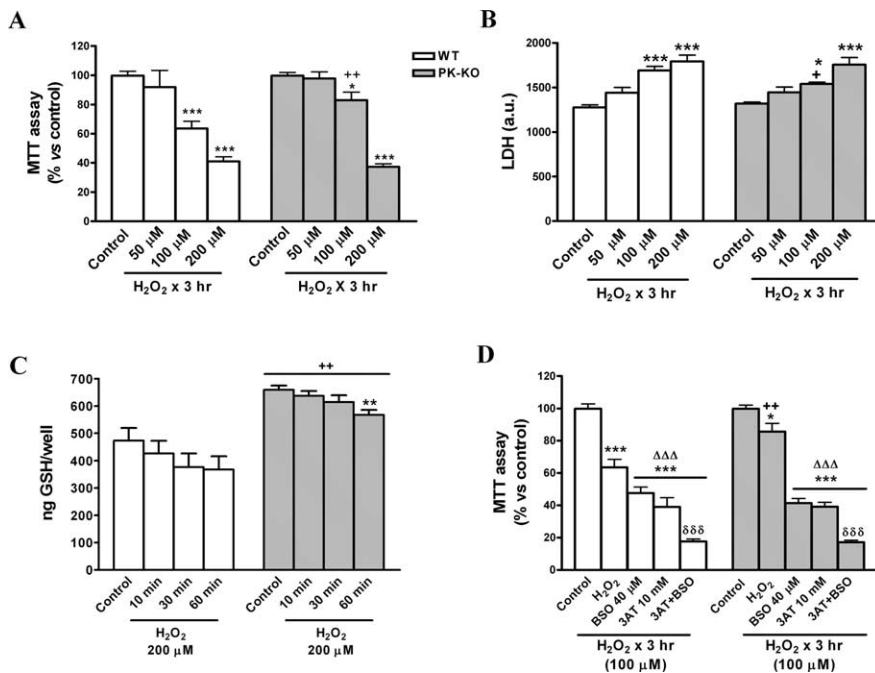 A
MTT assay
(% vs control)
120
100
80
60
40
20
0
***
***
++
*
***
Control
50 μM
100 μM
200 μM
H₂O₂ x 3 hr
Control
50 μM
100 μM
200 μM
H₂O₂ X 3 hr
WT
PK-KO
B
LDH (a.u.)
2000
1500
1000
500
0
***
***
*
+
***
Control
50 μM
100 μM
200 μM
H₂O₂ x 3 hr
Control
50 μM
100 μM
200 μM
H₂O₂ x 3 hr
C
ng GSH/well
700
600
500
400
300
200
100
0
++
**
Control
10 min
30 min
60 min
H₂O₂
200 μM
Control
10 min
30 min
60 min
H₂O₂
200 μM
D
MTT assay
(% vs control)
120
100
80
60
40
20
0
***
ΔΔΔ
***
δδδ
++
*
ΔΔΔ
***
δδδ
Control
H₂O₂
BSO 40 μM
3AT 10 mM
3AT+BSO
H₂O₂ x 3 hr
(100 μM)
Control
H₂O₂
BSO 40 μM
3AT 10 mM
3AT+BSO
H₂O₂ x 3 hr
(100 μM)